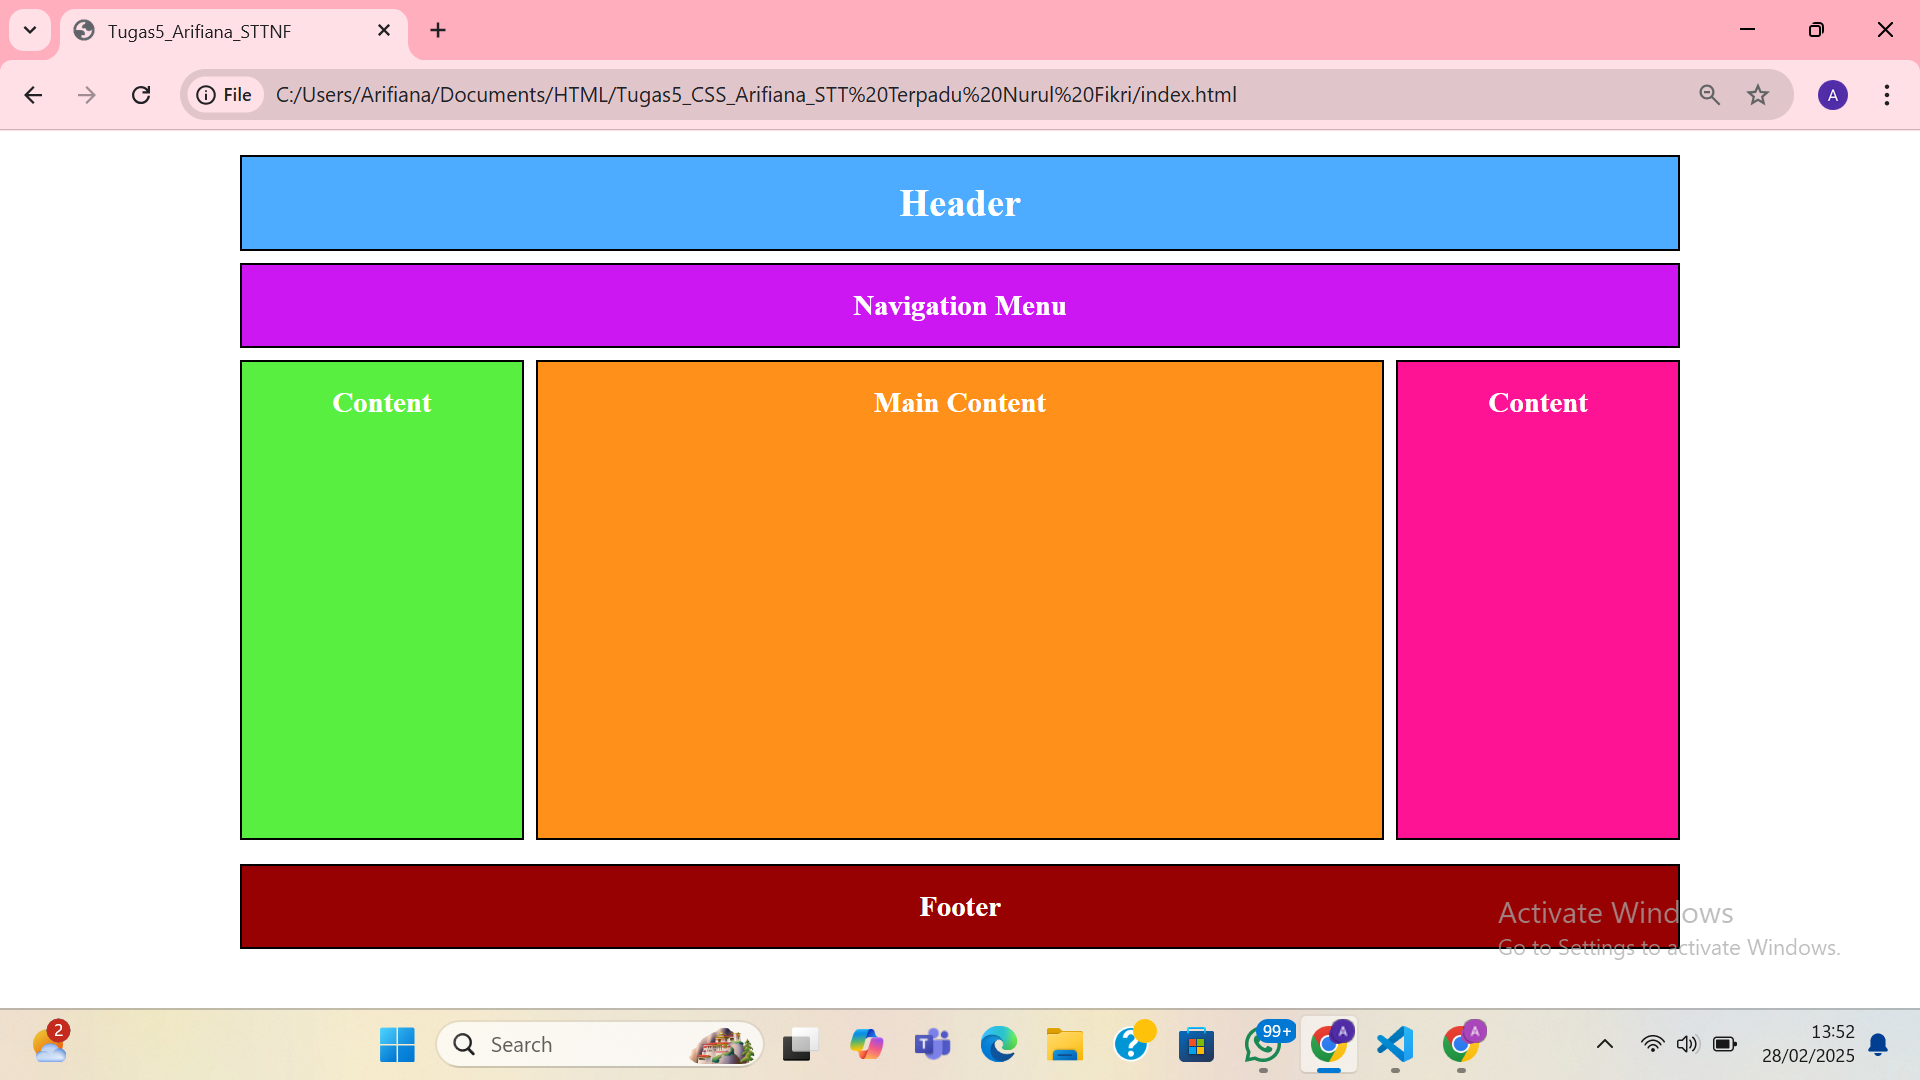 Tugas5_Arifiana_STTNF
File
C:/Users/Arifiana/Documents/HTML/Tugas5_CSS_Arifiana_STT%20Terpadu%20Nurul%20Fikri/index.html
A
Header
Navigation Menu
Content
Main Content
Content
Footer
Activate Windows
Go to Settings to activate Windows.
2
Search
T
?
99+
A
A
13:52
28/02/2025